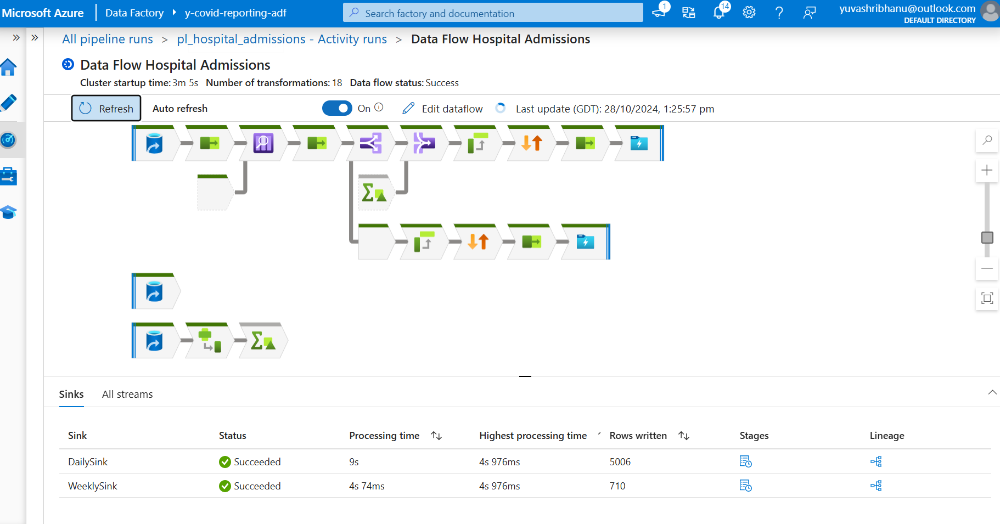 Microsoft Azure Data Factory y-covid-reporting-adf Search factory and documentation 1 14 yuvashribhanu@outlook.com
DEFAULT DIRECTORY
All pipeline runs > pl_hospital_admissions - Activity runs > Data Flow Hospital Admissions
Data Flow Hospital Admissions
Cluster startup time: 3m 5s Number of transformations: 18 Data flow status: Success
Refresh Auto refresh On Edit dataflow Last update (GDT): 28/10/2024, 1:25:57 pm
Sinks All streams
Sink Status Processing time Highest processing time Rows written Stages Lineage
DailySink Succeeded 9s 4s 976ms 5006
WeeklySink Succeeded 4s 74ms 4s 976ms 710